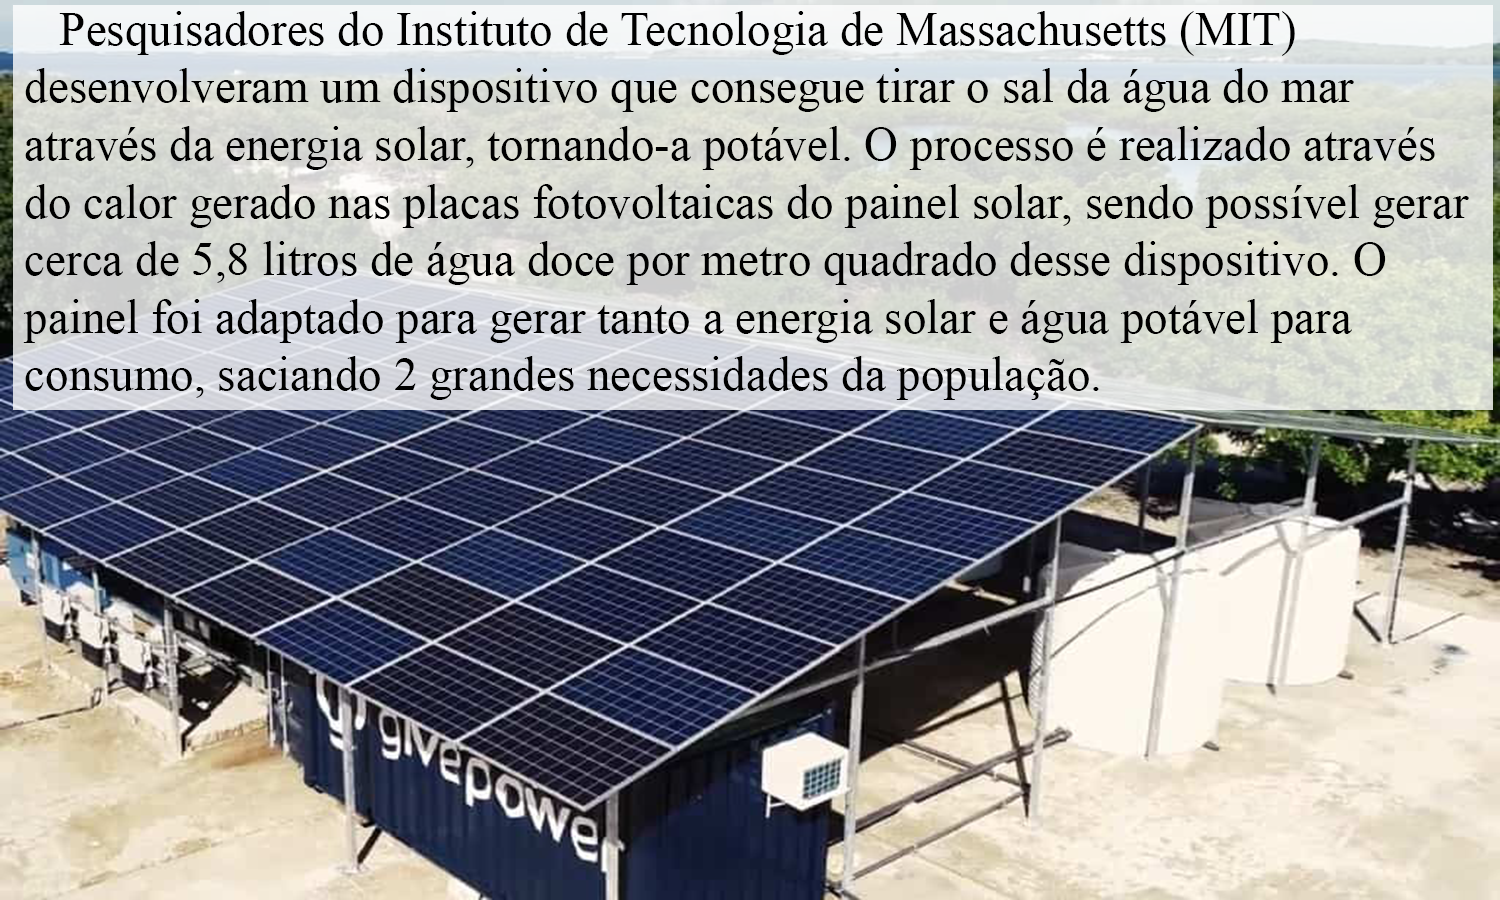 Pesquisadores do Instituto de Tecnologia de Massachusetts (MIT)
desenvolveram um dispositivo que consegue tirar o sal da água do mar
através da energia solar, tornando-a potável. O processo é realizado através
do calor gerado nas placas fotovoltaicas do painel solar, sendo possível gerar
cerca de 5,8 litros de água doce por metro quadrado desse dispositivo. O
painel foi adaptado para gerar tanto a energia solar e água potável para
consumo, saciando 2 grandes necessidades da população.
givepower